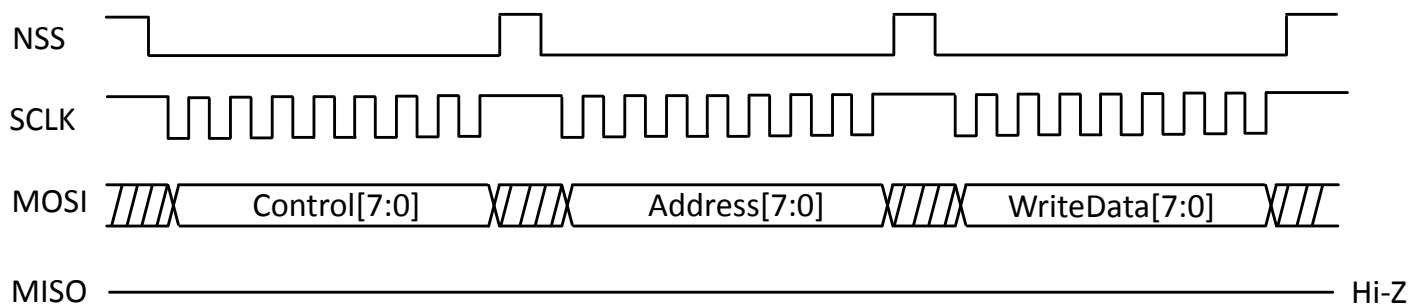 NSS
SCLK
MOSI Control[7:0] Address[7:0] WriteData[7:0]
MISO Hi-Z